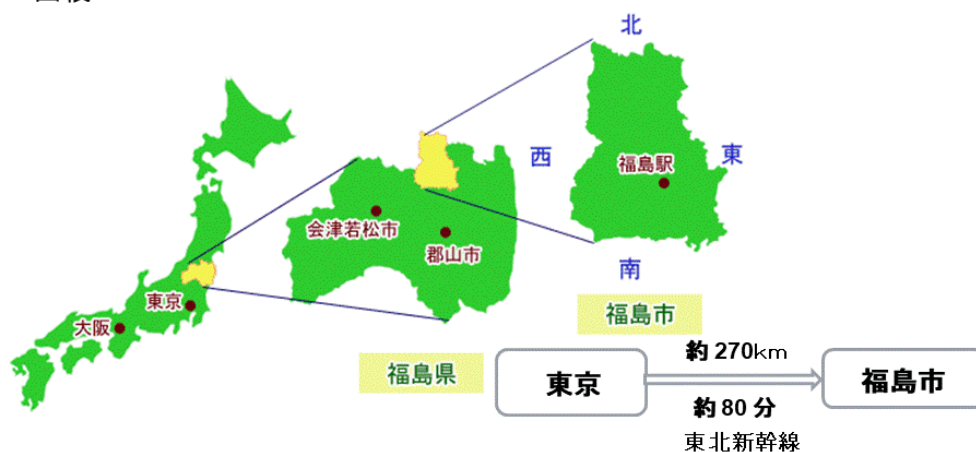 北
西
東
南
福島駅
会津若松市
郡山市
東京
大阪
福島市
福島県
東京
約 270km
約 80 分
東北新幹線
福島市